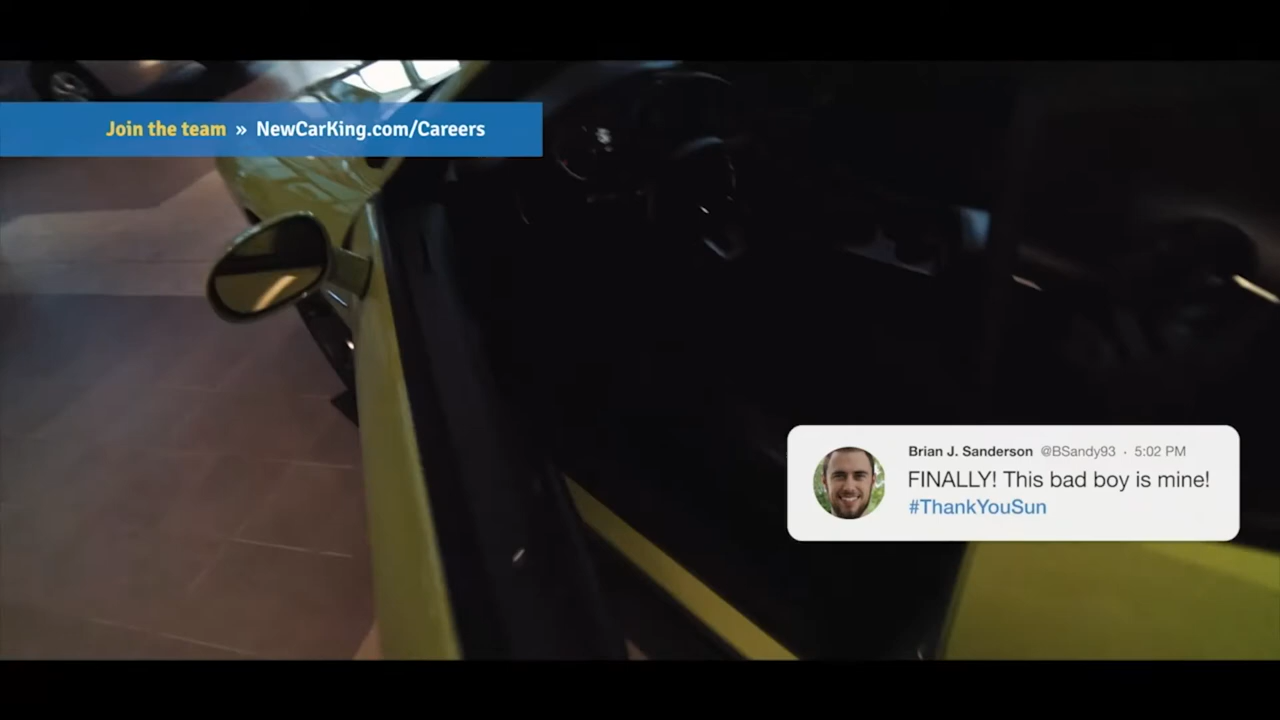 Join the team » NewCarKing.com/Careers
Brian J. Sanderson @BSandy93 · 5:02 PM
FINALLY! This bad boy is mine!
#ThankYouSun